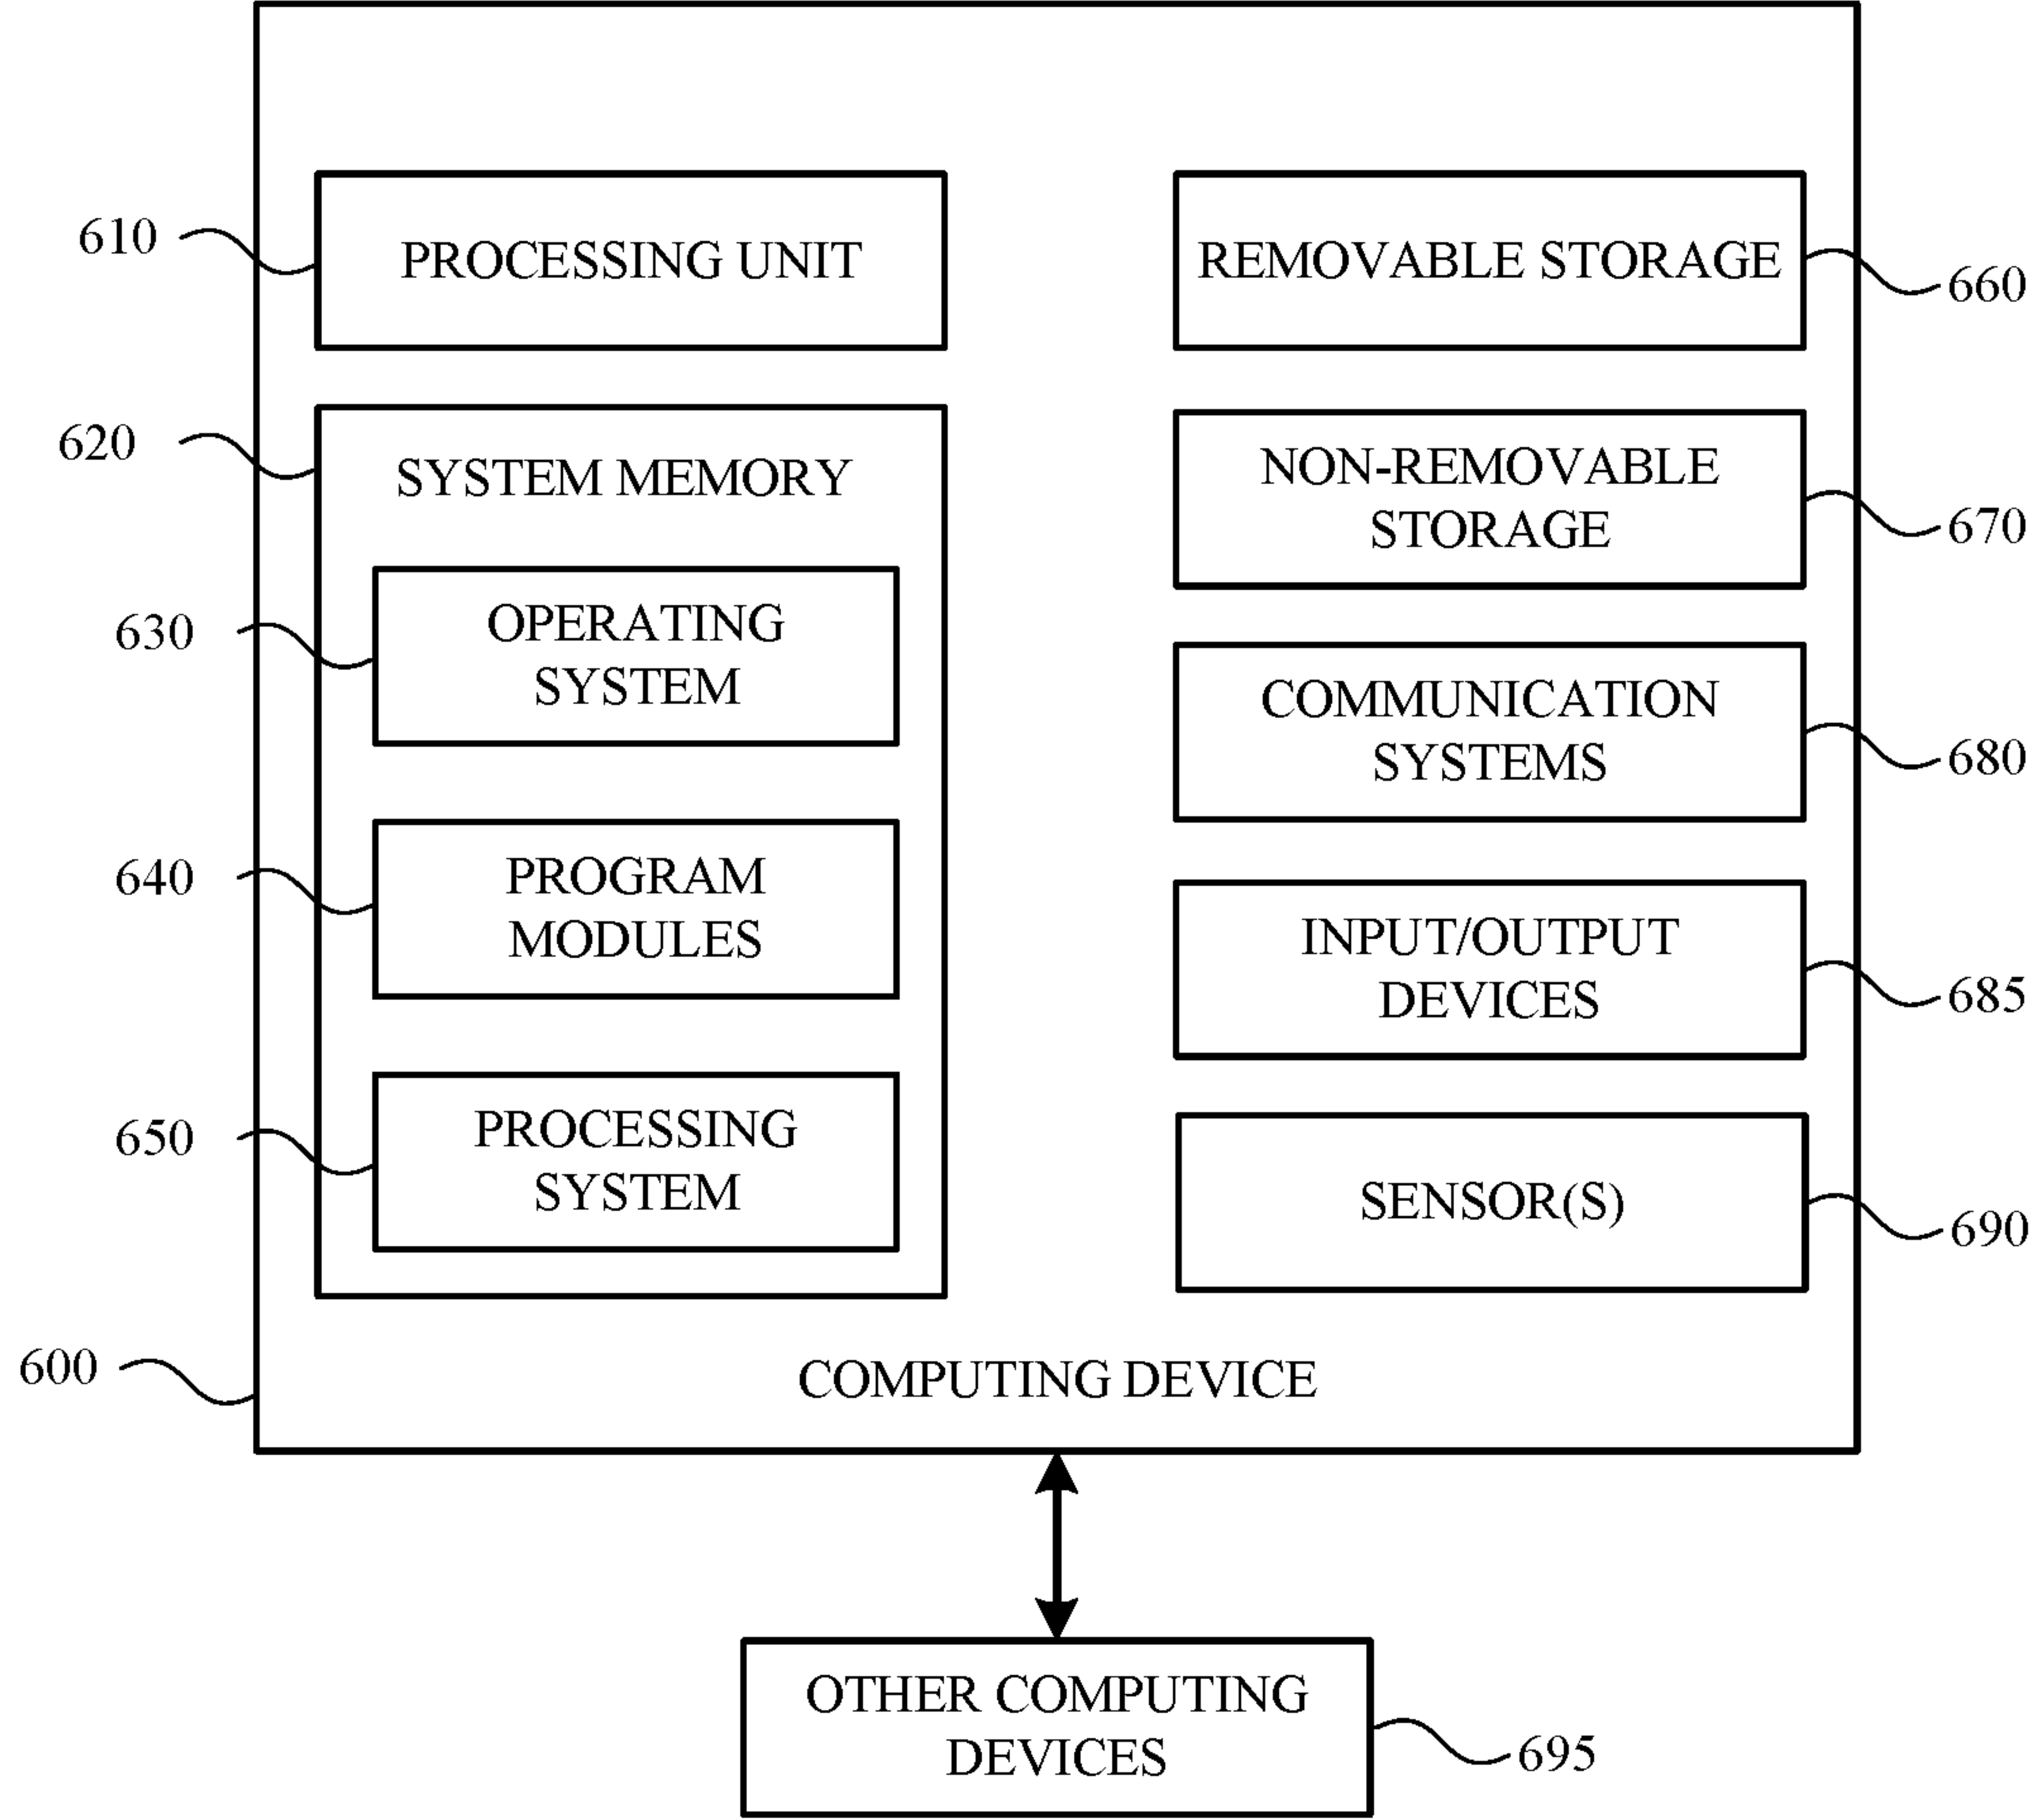 610
PROCESSING UNIT
620
SYSTEM MEMORY
630
OPERATING
SYSTEM
640
PROGRAM
MODULES
650
PROCESSING
SYSTEM
REMOVABLE STORAGE
660
NON-REMOVABLE
STORAGE
670
COMMUNICATION
SYSTEMS
680
INPUT/OUTPUT
DEVICES
685
SENSOR(S)
690
600
COMPUTING DEVICE
OTHER COMPUTING
DEVICES
695